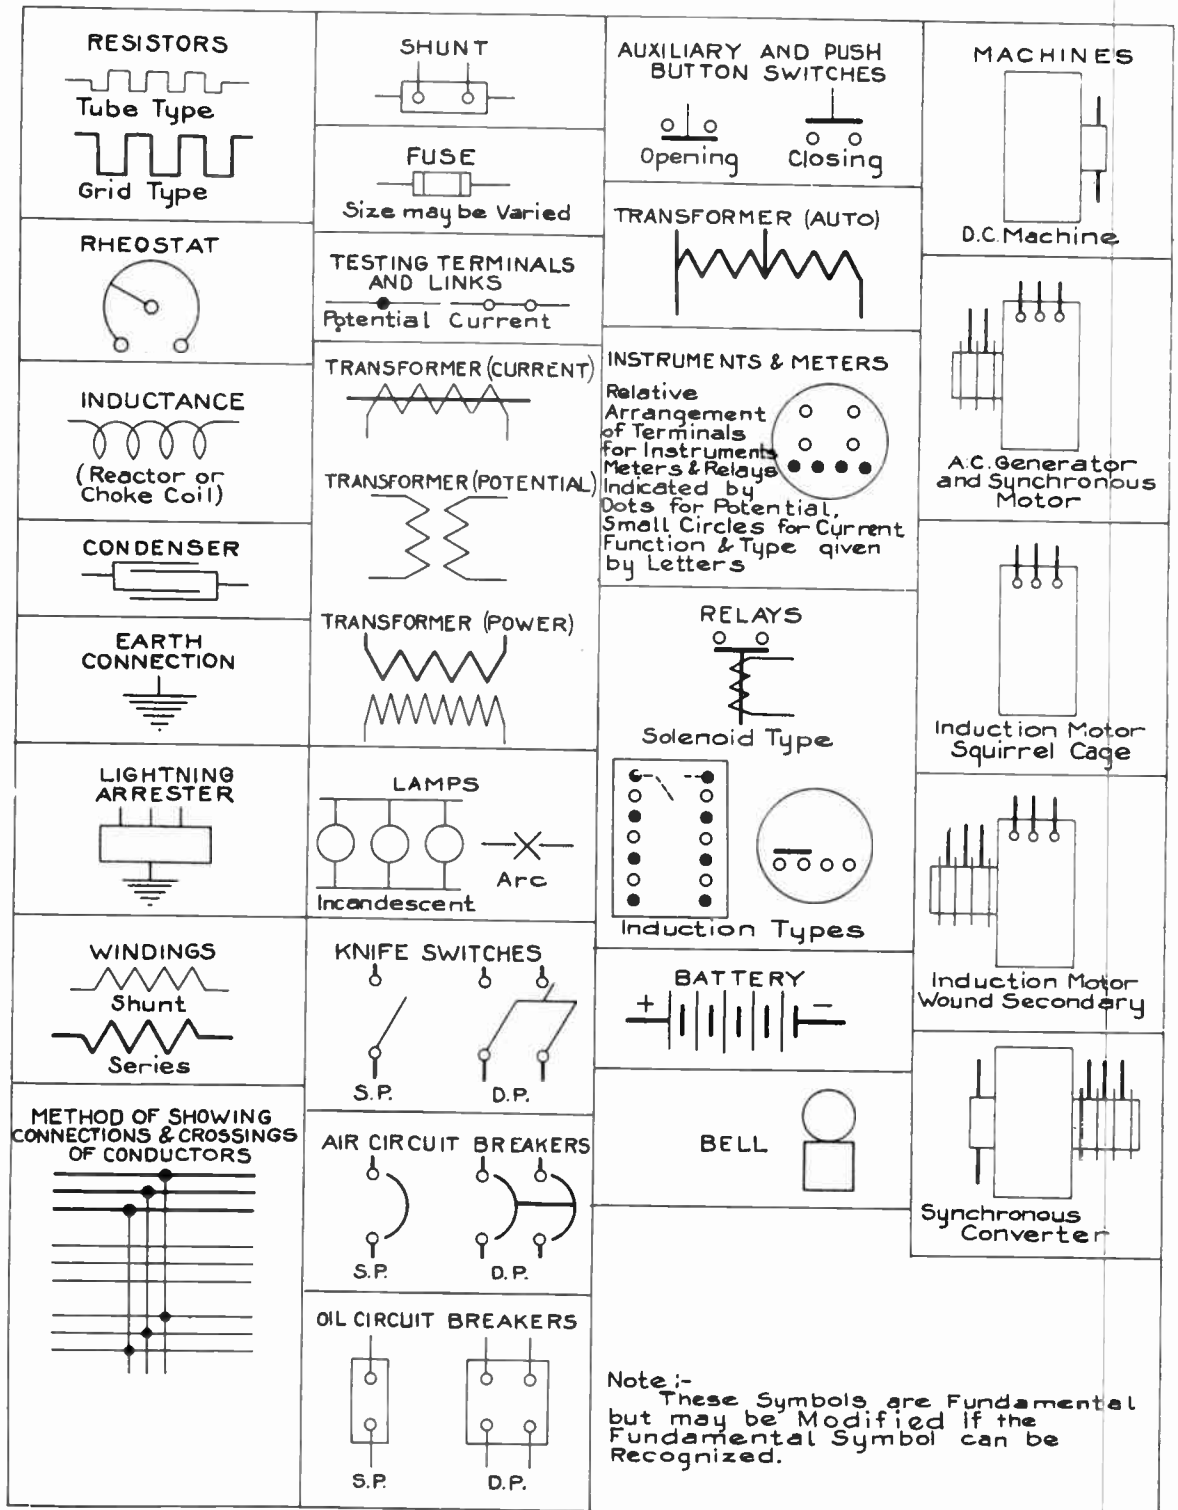 RESISTORS
Tube Type
Grid Type
RHEOSTAT
INDUCTANCE
(Reactor or
Choke Coil)
CONDENSER
EARTH
CONNECTION
LIGHTNING
ARRESTER
WINDINGS
Shunt
Series
METHOD OF SHOWING
CONNECTIONS & CROSSINGS
OF CONDUCTORS
SHUNT
FUSE
Size may be Varied
TESTING TERMINALS
AND LINKS
Potential Current
TRANSFORMER (CURRENT)
TRANSFORMER (POTENTIAL)
TRANSFORMER (POWER)
LAMPS
Arc
Incandescent
KNIFE SWITCHES
S.P. D.P.
AIR CIRCUIT BREAKERS
S.P. D.P.
OIL CIRCUIT BREAKERS
S.P. D.P.
AUXILIARY AND PUSH
BUTTON SWITCHES
Opening Closing
TRANSFORMER (AUTO)
INSTRUMENTS & METERS
Relative
Arrangement
of Terminals
for Instruments
Meters & Relays
Indicated by
Dots for Potential,
Small Circles for Current
Function & Type given
by Letters
RELAYS
Solenoid Type
Induction Types
BATTERY
+ −
BELL
MACHINES
D.C. Machine
A.C. Generator
and Synchronous
Motor
Induction Motor
Squirrel Cage
Induction Motor
Wound Secondary
Synchronous
Converter
Note :-
These Symbols are Fundamental
but may be Modified if the
Fundamental Symbol can be
Recognized.